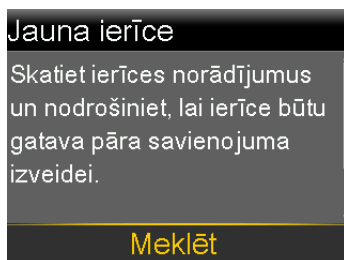 Jauna ierīce
Skatiet ierīces norādījumus
un nodrošiniet, lai ierīce būtu
gatava pāra savienojuma
izveidei.
Meklēt